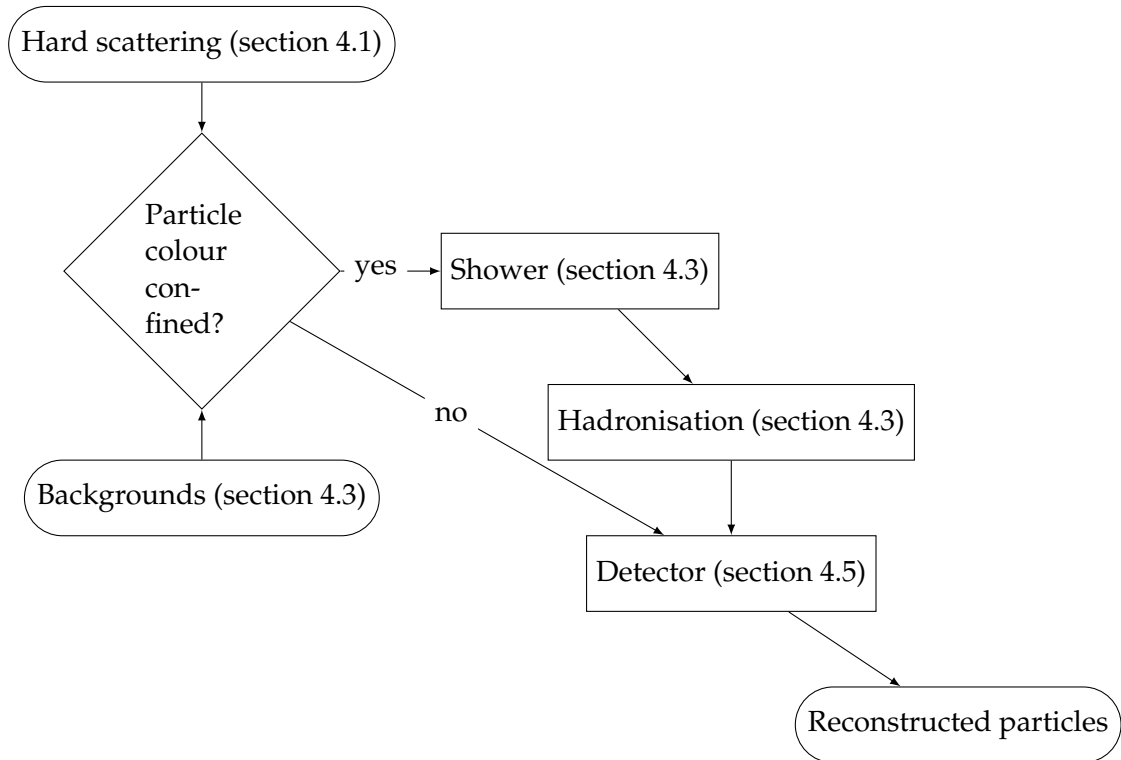 Hard scattering (section 4.1)
Particle
colour
con-
fined?
yes
Shower (section 4.3)
no
Hadronisation (section 4.3)
Backgrounds (section 4.3)
Detector (section 4.5)
Reconstructed particles